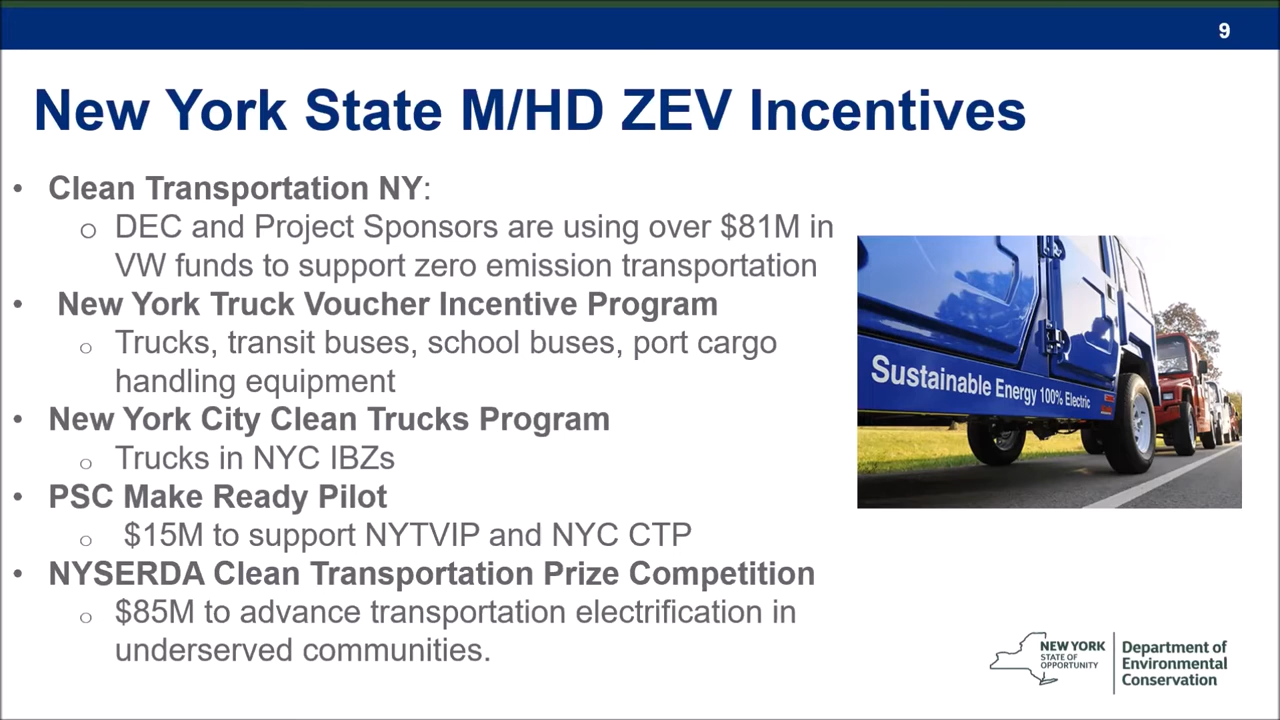 9
New York State M/HD ZEV Incentives
• Clean Transportation NY:
o DEC and Project Sponsors are using over $81M in
VW funds to support zero emission transportation
• New York Truck Voucher Incentive Program
o Trucks, transit buses, school buses, port cargo
handling equipment
• New York City Clean Trucks Program
o Trucks in NYC IBZs
• PSC Make Ready Pilot
o $15M to support NYTVIP and NYC CTP
• NYSERDA Clean Transportation Prize Competition
o $85M to advance transportation electrification in
underserved communities.
Sustainable Energy 100% Electric
NEW YORK
STATE OF
OPPORTUNITY
Department of
Environmental
Conservation